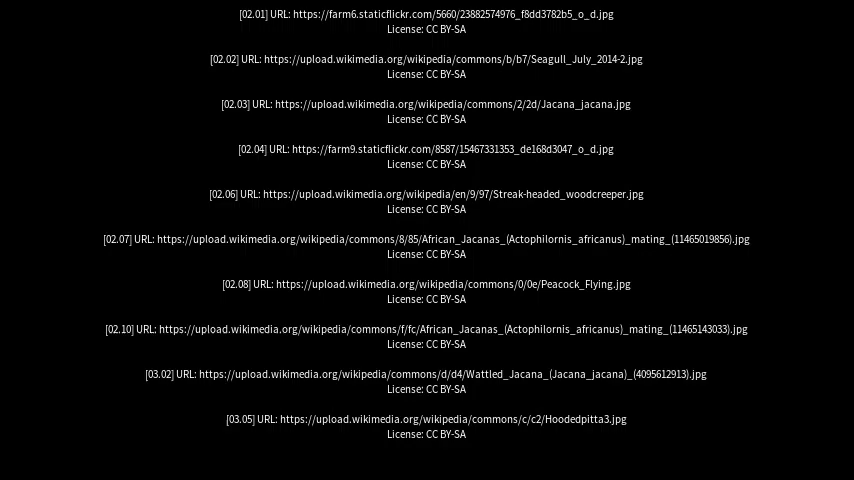 [02.01] URL: https://farm6.staticflickr.com/5660/23882574976_f8dd3782b5_o_d.jpg
License: CC BY-SA
[02.02] URL: https://upload.wikimedia.org/wikipedia/commons/b/b7/Seagull_July_2014-2.jpg
License: CC BY-SA
[02.03] URL: https://upload.wikimedia.org/wikipedia/commons/2/2d/Jacana_jacana.jpg
License: CC BY-SA
[02.04] URL: https://farm9.staticflickr.com/8587/15467331353_de168d3047_o_d.jpg
License: CC BY-SA
[02.06] URL: https://upload.wikimedia.org/wikipedia/en/9/97/Streak-headed_woodcreeper.jpg
License: CC BY-SA
[02.07] URL: https://upload.wikimedia.org/wikipedia/commons/8/85/African_Jacanas_(Actophilornis_africanus)_mating_(11465019856).jpg
License: CC BY-SA
[02.08] URL: https://upload.wikimedia.org/wikipedia/commons/0/0e/Peacock_Flying.jpg
License: CC BY-SA
[02.10] URL: https://upload.wikimedia.org/wikipedia/commons/f/fc/African_Jacanas_(Actophilornis_africanus)_mating_(11465143033).jpg
License: CC BY-SA
[03.02] URL: https://upload.wikimedia.org/wikipedia/commons/d/d4/Wattled_Jacana_(Jacana_jacana)_(4095612913).jpg
License: CC BY-SA
[03.05] URL: https://upload.wikimedia.org/wikipedia/commons/c/c2/Hoodedpitta3.jpg
License: CC BY-SA